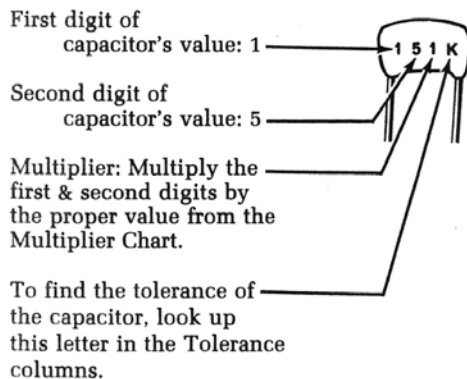 First digit of
capacitor's value: 1
1 5 1 K
Second digit of
capacitor's value: 5
Multiplier: Multiply the
first & second digits by
the proper value from the
Multiplier Chart.
To find the tolerance of
the capacitor, look up
this letter in the Tolerance
columns.